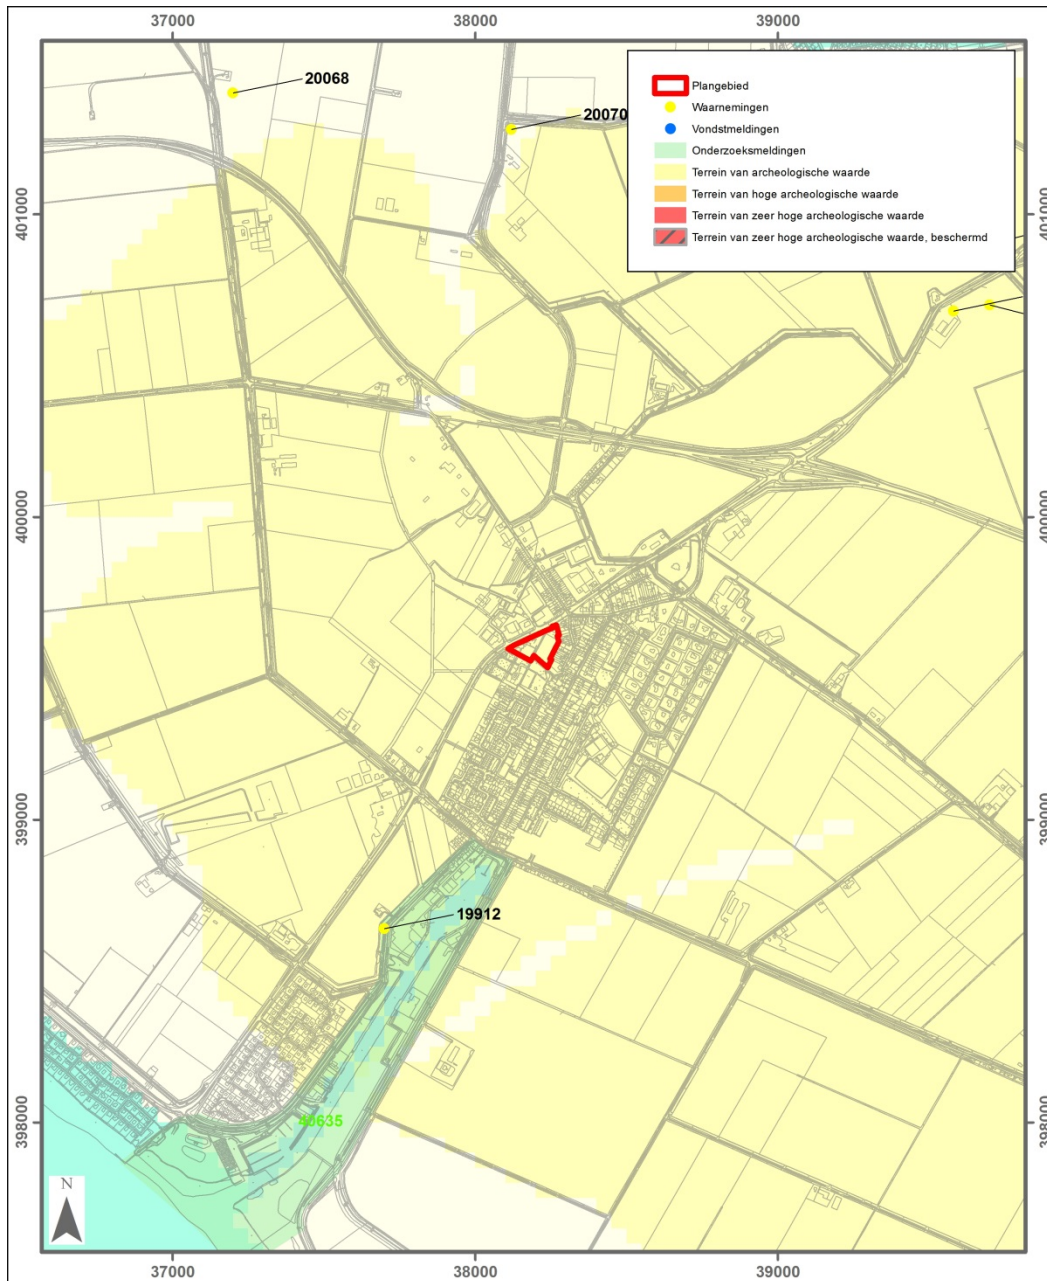 37000 38000 39000
20068
20070
Plangebied
Waarnemingen
Vondstmeldingen
Onderzoeksmeldingen
Terrein van archeologische waarde
Terrein van hoge archeologische waarde
Terrein van zeer hoge archeologische waarde
Terrein van zeer hoge archeologische waarde, beschermd
401000 401000
400000 400000
399000 399000
19912
398000 398000
40635
N
37000 38000 39000